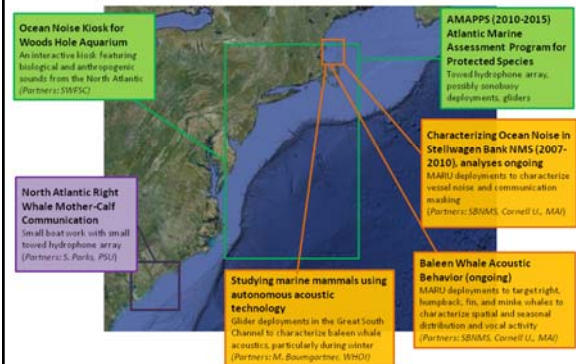 Ocean Noise Kiosk for
Woods Hole Aquarium
An interactive kiosk featuring
biological and anthropogenic
sounds from the North Atlantic
(Partners: SWFSC)
AMAPPS (2010-2015)
Atlantic Marine
Assessment Program for
Protected Species
Towed hydrophone array,
possibly sonobuoy
deployments, gliders
Characterizing Ocean Noise in
Stellwagen Bank NMS (2007-
2010), analyses ongoing
MARU deployments to characterize
vessel noise and communication
masking
(Partners: SBNMS, Cornell U., MAI)
North Atlantic Right
Whale Mother-Calf
Communication
Small boat work with small
towed hydrophone array
(Partners: S. Parks, PSU)
Studying marine mammals using
autonomous acoustic
technology
Glider deployments in the Great South
Channel to characterize baleen whale
acoustics, particularly during winter
(Partners: M. Baumgartner, WHOI)
Baleen Whale Acoustic
Behavior (ongoing)
MARU deployments to target right,
humpback, fin, and minke whales to
characterize spatial and seasonal
distribution and vocal activity
(Partners: SBNMS, Cornell U., MAI)